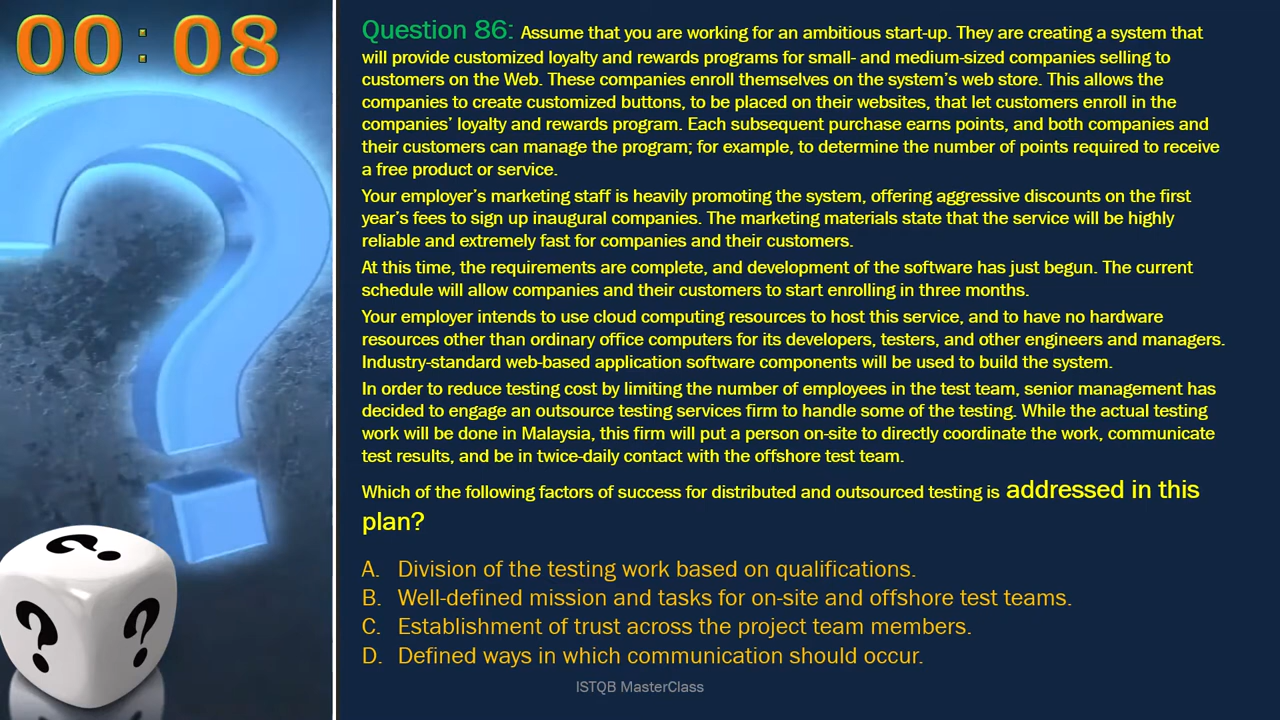 00 : 08
Question 86: Assume that you are working for an ambitious start-up. They are creating a system that
will provide customized loyalty and rewards programs for small- and medium-sized companies selling to
customers on the Web. These companies enroll themselves on the system's web store. This allows the
companies to create customized buttons, to be placed on their websites, that let customers enroll in the
companies' loyalty and rewards program. Each subsequent purchase earns points, and both companies and
their customers can manage the program; for example, to determine the number of points required to receive
a free product or service.
Your employer's marketing staff is heavily promoting the system, offering aggressive discounts on the first
year's fees to sign up inaugural companies. The marketing materials state that the service will be highly
reliable and extremely fast for companies and their customers.
At this time, the requirements are complete, and development of the software has just begun. The current
schedule will allow companies and their customers to start enrolling in three months.
Your employer intends to use cloud computing resources to host this service, and to have no hardware
resources other than ordinary office computers for its developers, testers, and other engineers and managers.
Industry-standard web-based application software components will be used to build the system.
In order to reduce testing cost by limiting the number of employees in the test team, senior management has
decided to engage an outsource testing services firm to handle some of the testing. While the actual testing
work will be done in Malaysia, this firm will put a person on-site to directly coordinate the work, communicate
test results, and be in twice-daily contact with the offshore test team.
Which of the following factors of success for distributed and outsourced testing is addressed in this
plan?
A. Division of the testing work based on qualifications.
B. Well-defined mission and tasks for on-site and offshore test teams.
C. Establishment of trust across the project team members.
D. Defined ways in which communication should occur.
ISTQB MasterClass